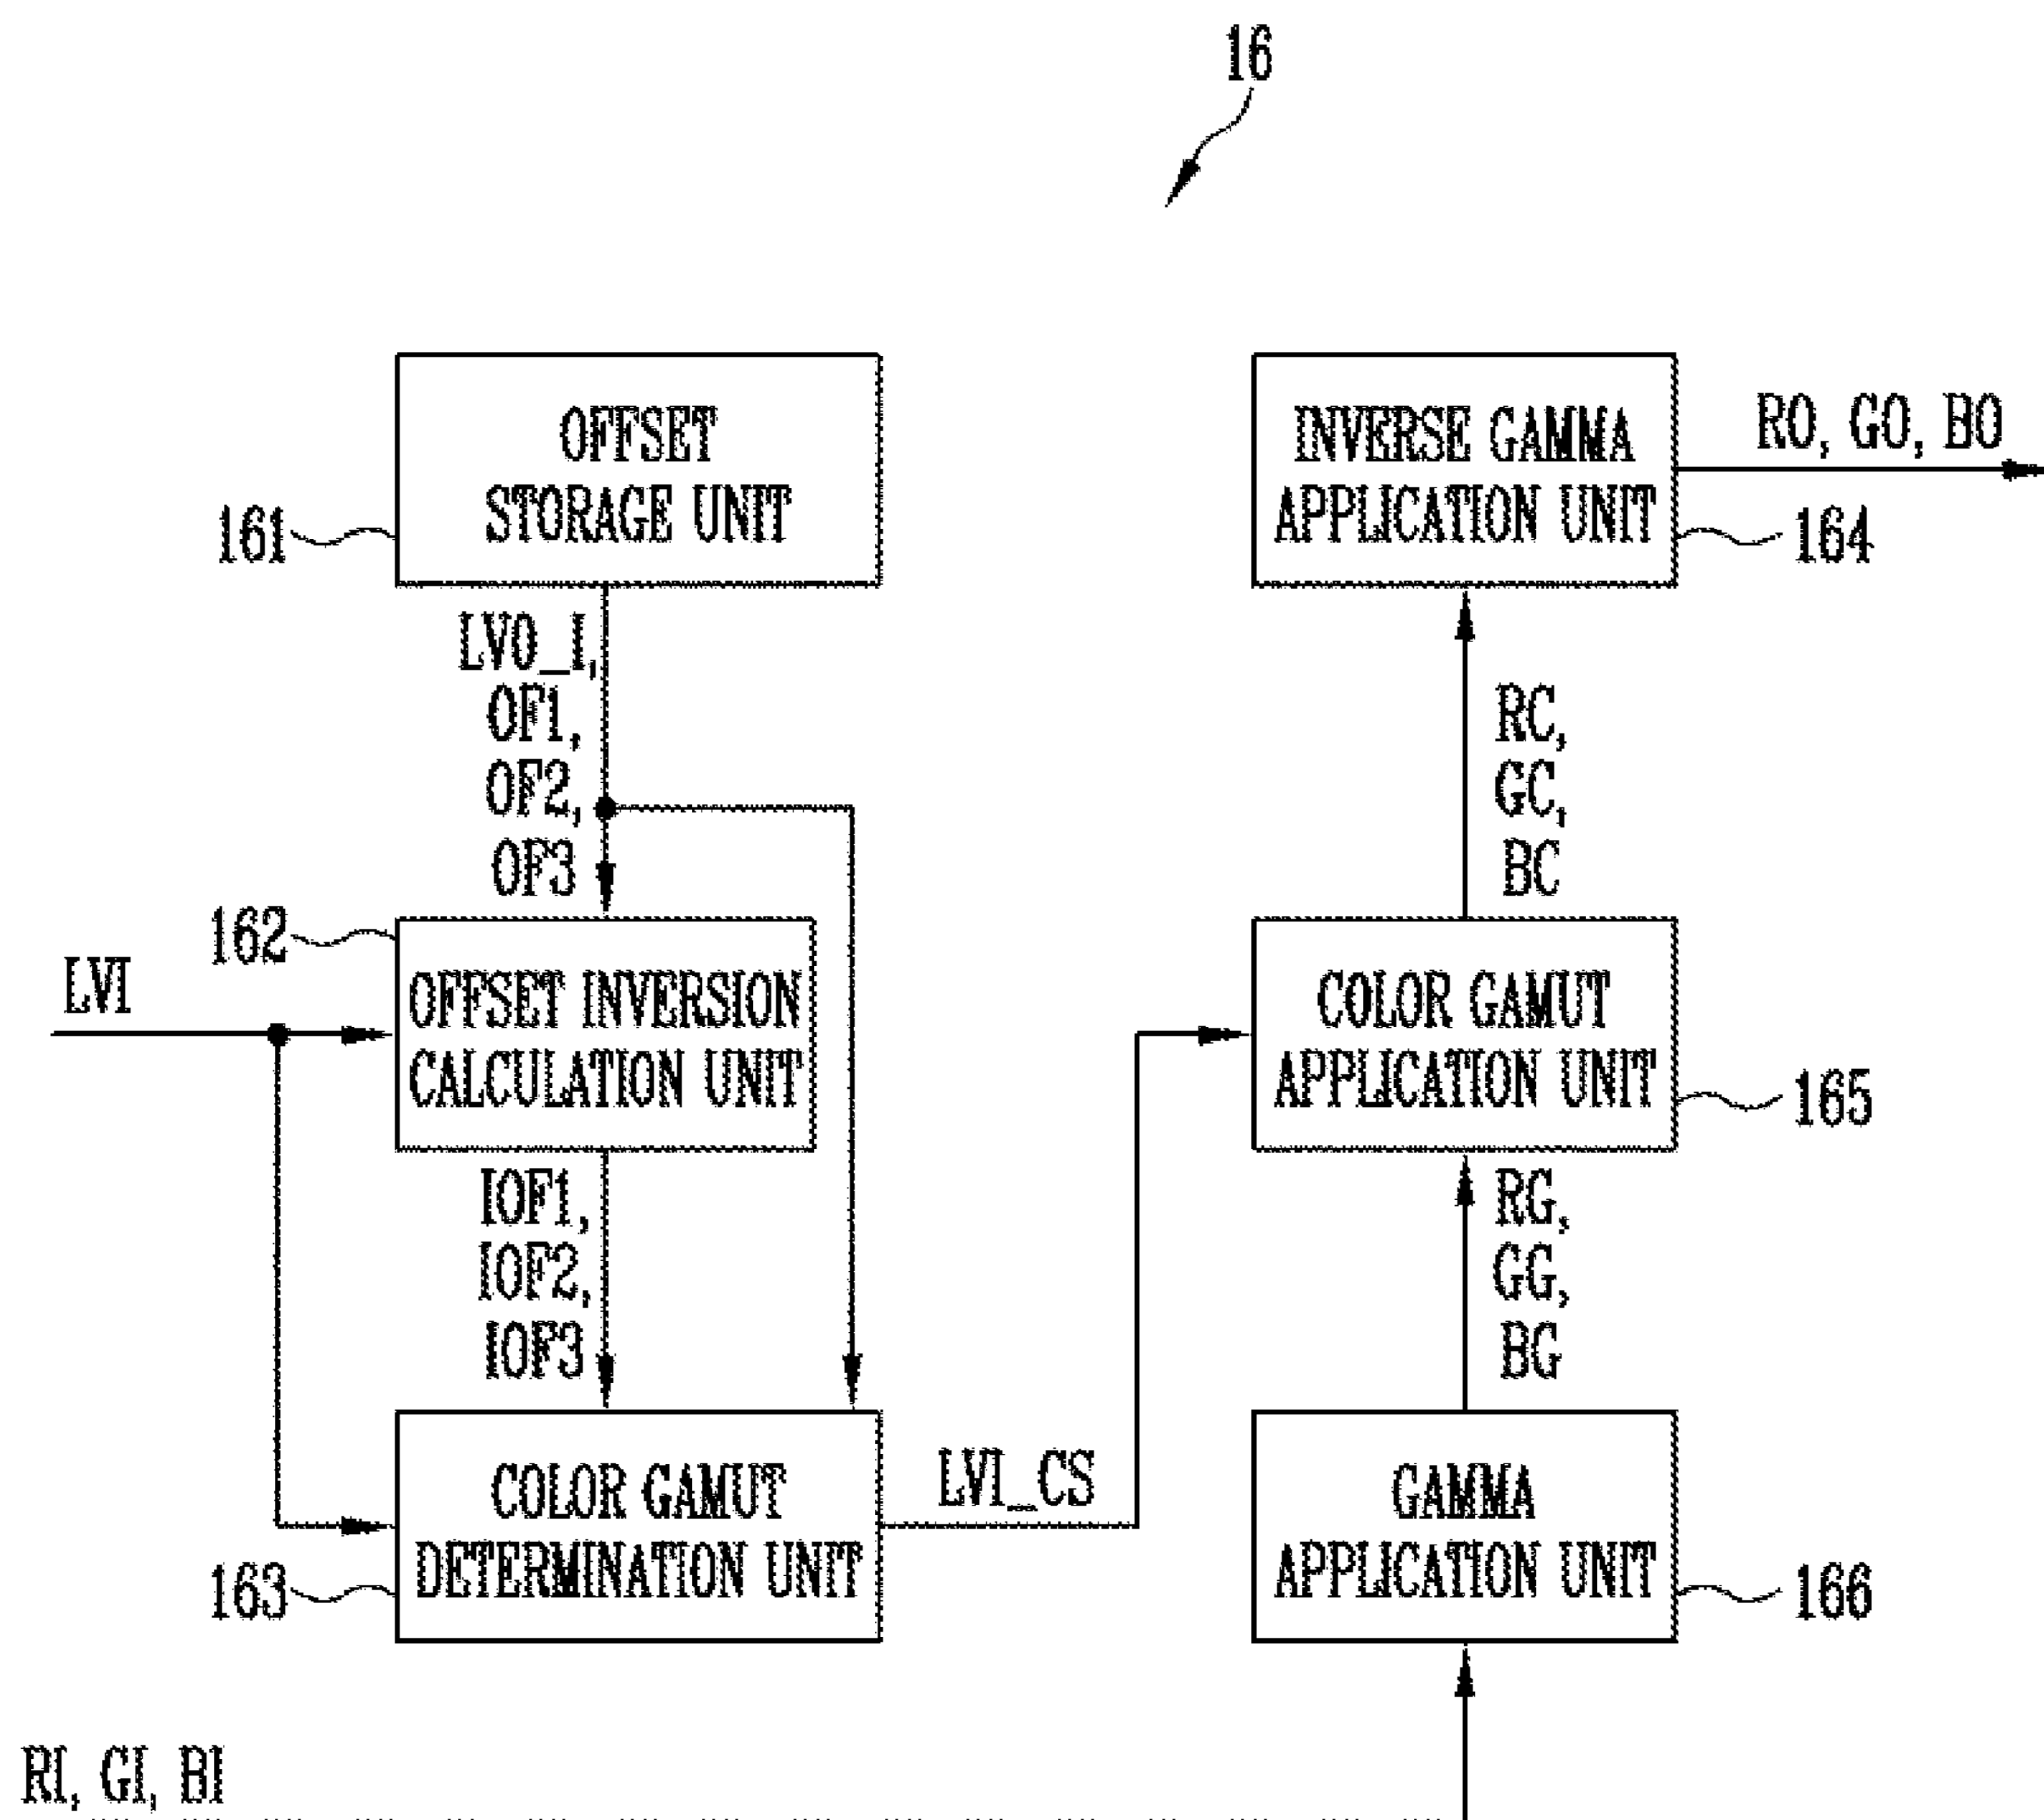 16
OFFSET
STORAGE UNIT
161
INVERSE GAMMA
APPLICATION UNIT
164
RO, GO, BO
LVO_I,
OF1,
OF2,
OF3
RC,
GC,
BC
162
LVI
OFFSET INVERSION
CALCULATION UNIT
COLOR GAMUT
APPLICATION UNIT
165
IOF1,
IOF2,
IOF3
RG,
GG,
BG
COLOR GAMUT
DETERMINATION UNIT
163
LVI_CS
GAMMA
APPLICATION UNIT
166
RI, GI, BI